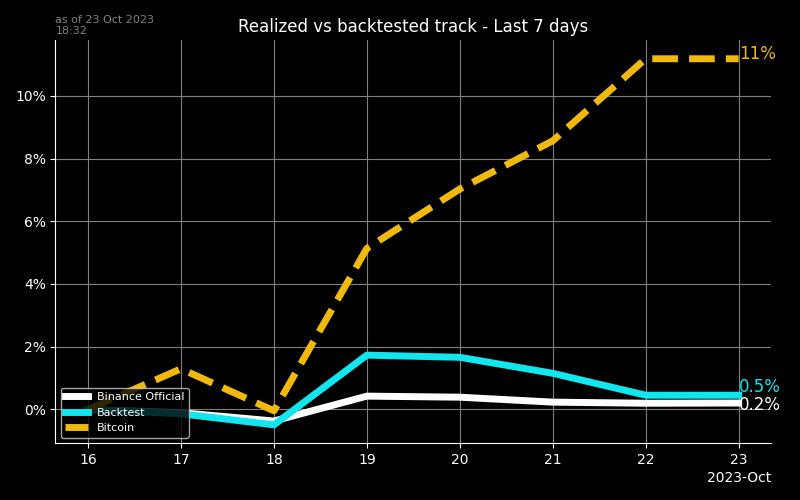 as of 23 Oct 2023
18:32
Realized vs backtested track - Last 7 days
11%
10%
8%
6%
4%
2%
0%
0.5%
0.2%
Binance Official
Backtest
Bitcoin
16 17 18 19 20 21 22 23
2023-Oct